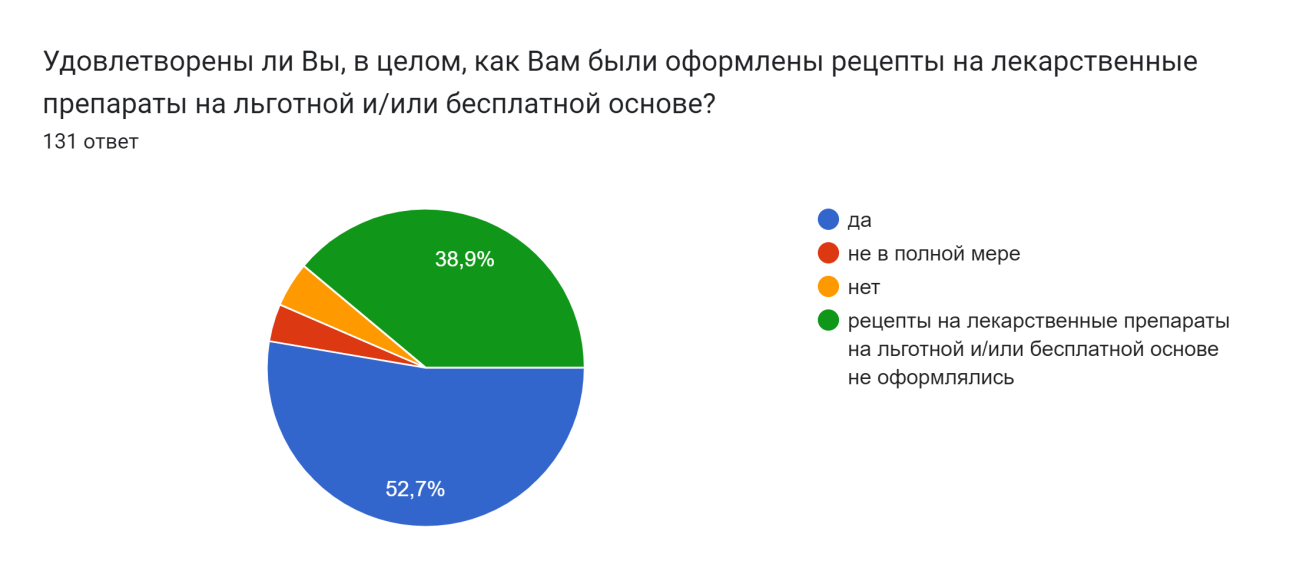 Удовлетворены ли Вы, в целом, как Вам были оформлены рецепты на лекарственные
препараты на льготной и/или бесплатной основе?
131 ответ
да
не в полной мере
нет
рецепты на лекарственные препараты
на льготной и/или бесплатной основе
не оформлялись
38,9%
52,7%